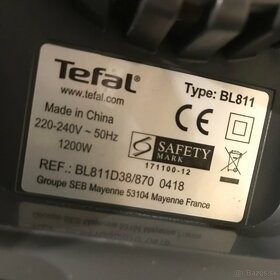 Tefal
Type: BL811
www.tefal.com
Made in China
220-240V ~ 50Hz
1200W
SAFETY
MARK
171100-12
REF.: BL811D38/870 0418
Groupe SEB Mayenne 53104 Mayenne France